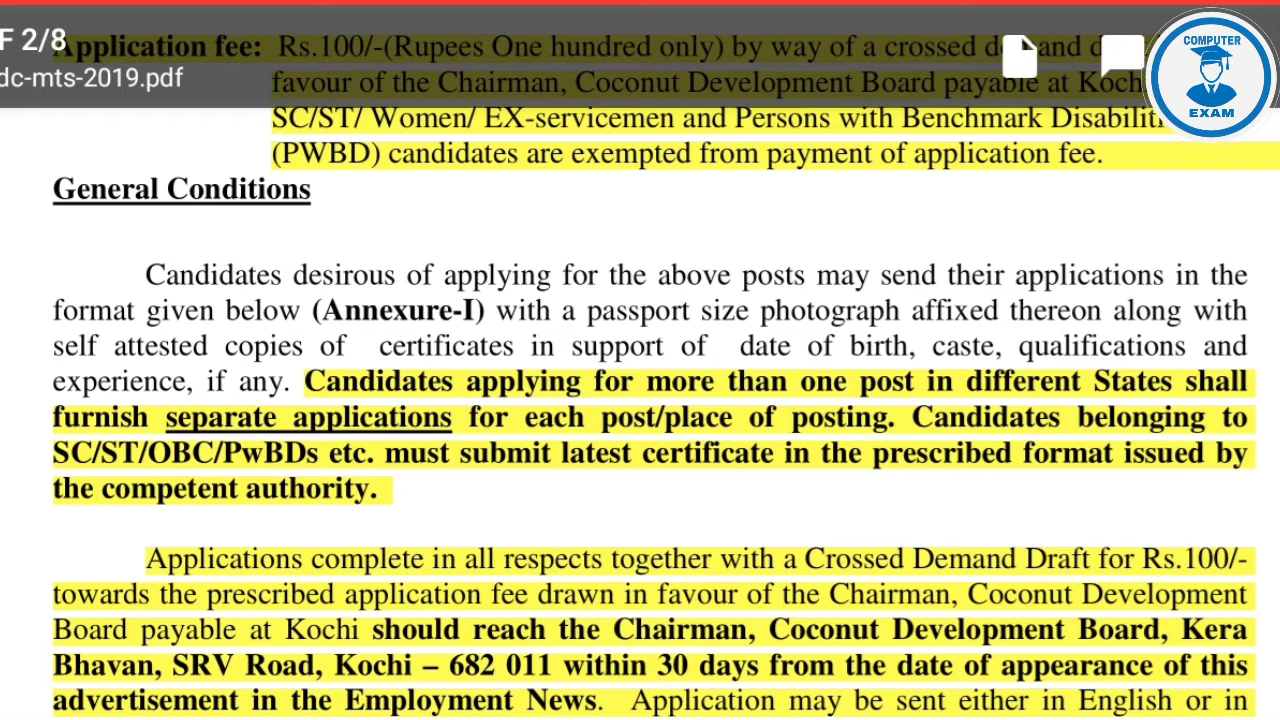 F 2/8
dc-mts-2019.pdf
COMPUTER
EXAM
Application fee: Rs.100/-(Rupees One hundred only) by way of a crossed demand
favour of the Chairman, Coconut Development Board payable at Koch
SC/ST/ Women/ EX-servicemen and Persons with Benchmark Disabiliti
(PWBD) candidates are exempted from payment of application fee.
General Conditions
Candidates desirous of applying for the above posts may send their applications in the
format given below (Annexure-I) with a passport size photograph affixed thereon along with
self attested copies of certificates in support of date of birth, caste, qualifications and
experience, if any. Candidates applying for more than one post in different States shall
furnish separate applications for each post/place of posting. Candidates belonging to
SC/ST/OBC/PwBDs etc. must submit latest certificate in the prescribed format issued by
the competent authority.
Applications complete in all respects together with a Crossed Demand Draft for Rs.100/-
towards the prescribed application fee drawn in favour of the Chairman, Coconut Development
Board payable at Kochi should reach the Chairman, Coconut Development Board, Kera
Bhavan, SRV Road, Kochi – 682 011 within 30 days from the date of appearance of this
advertisement in the Employment News. Application may be sent either in English or in